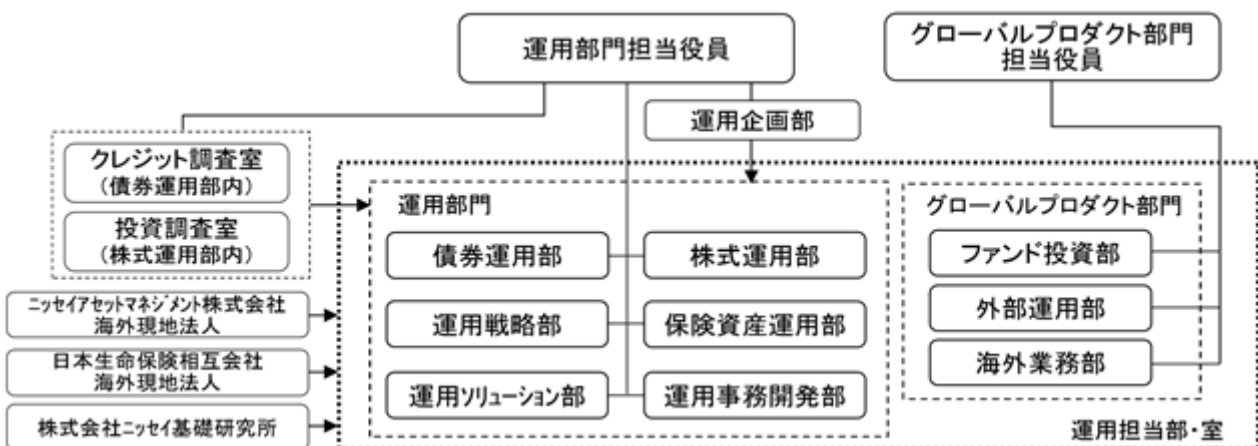 運用部門担当役員
グローバルプロダクト部門
担当役員
運用企画部
クレジット調査室
(債券運用部内)
投資調査室
(株式運用部内)
運用部門
債券運用部
株式運用部
運用戦略部
保険資産運用部
運用ソリューション部
運用事務開発部
グローバルプロダクト部門
ファンド投資部
外部運用部
海外業務部
ニッセイアセットマネジメント株式会社
海外現地法人
日本生命保険相互会社
海外現地法人
株式会社ニッセイ基礎研究所
運用担当部・室